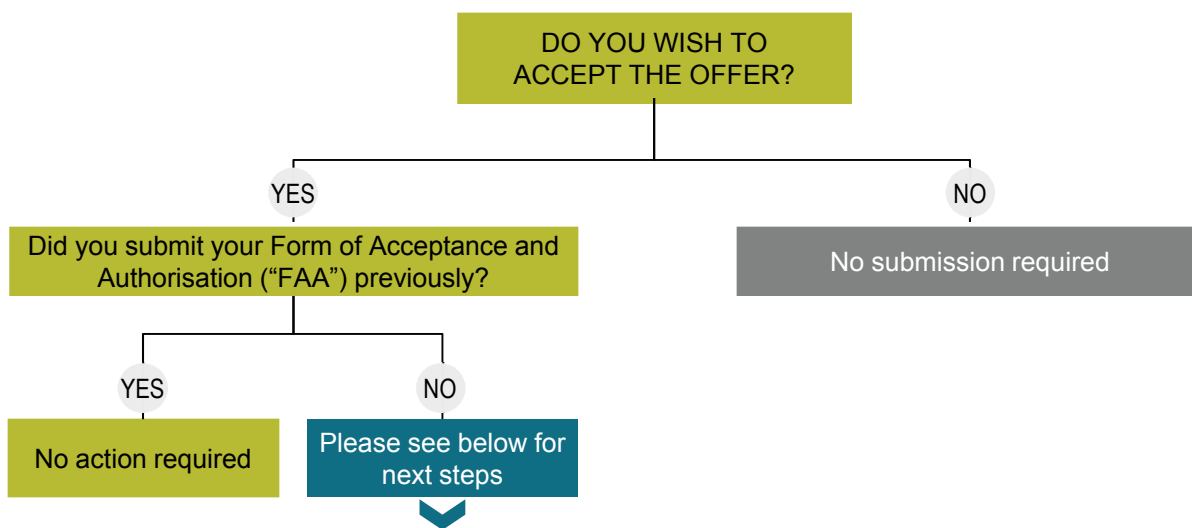 DO YOU WISH TO
ACCEPT THE OFFER?
YES
NO
Did you submit your Form of Acceptance and
Authorisation (“FAA”) previously?
No submission required
YES
NO
No action required
Please see below for
next steps